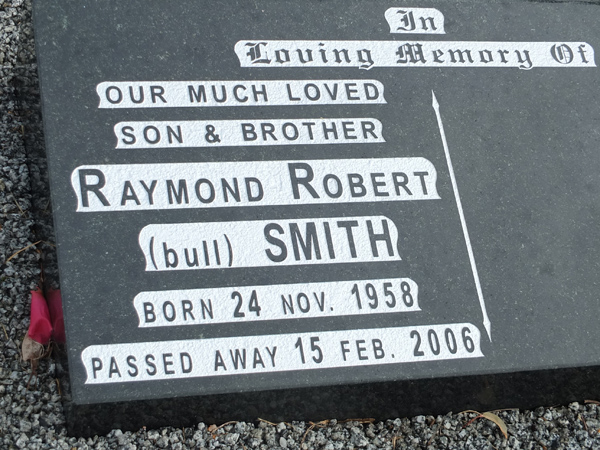 In
Loving Memory Of
OUR MUCH LOVED
SON & BROTHER
RAYMOND ROBERT
(bull) SMITH
BORN 24 NOV. 1958
PASSED AWAY 15 FEB. 2006